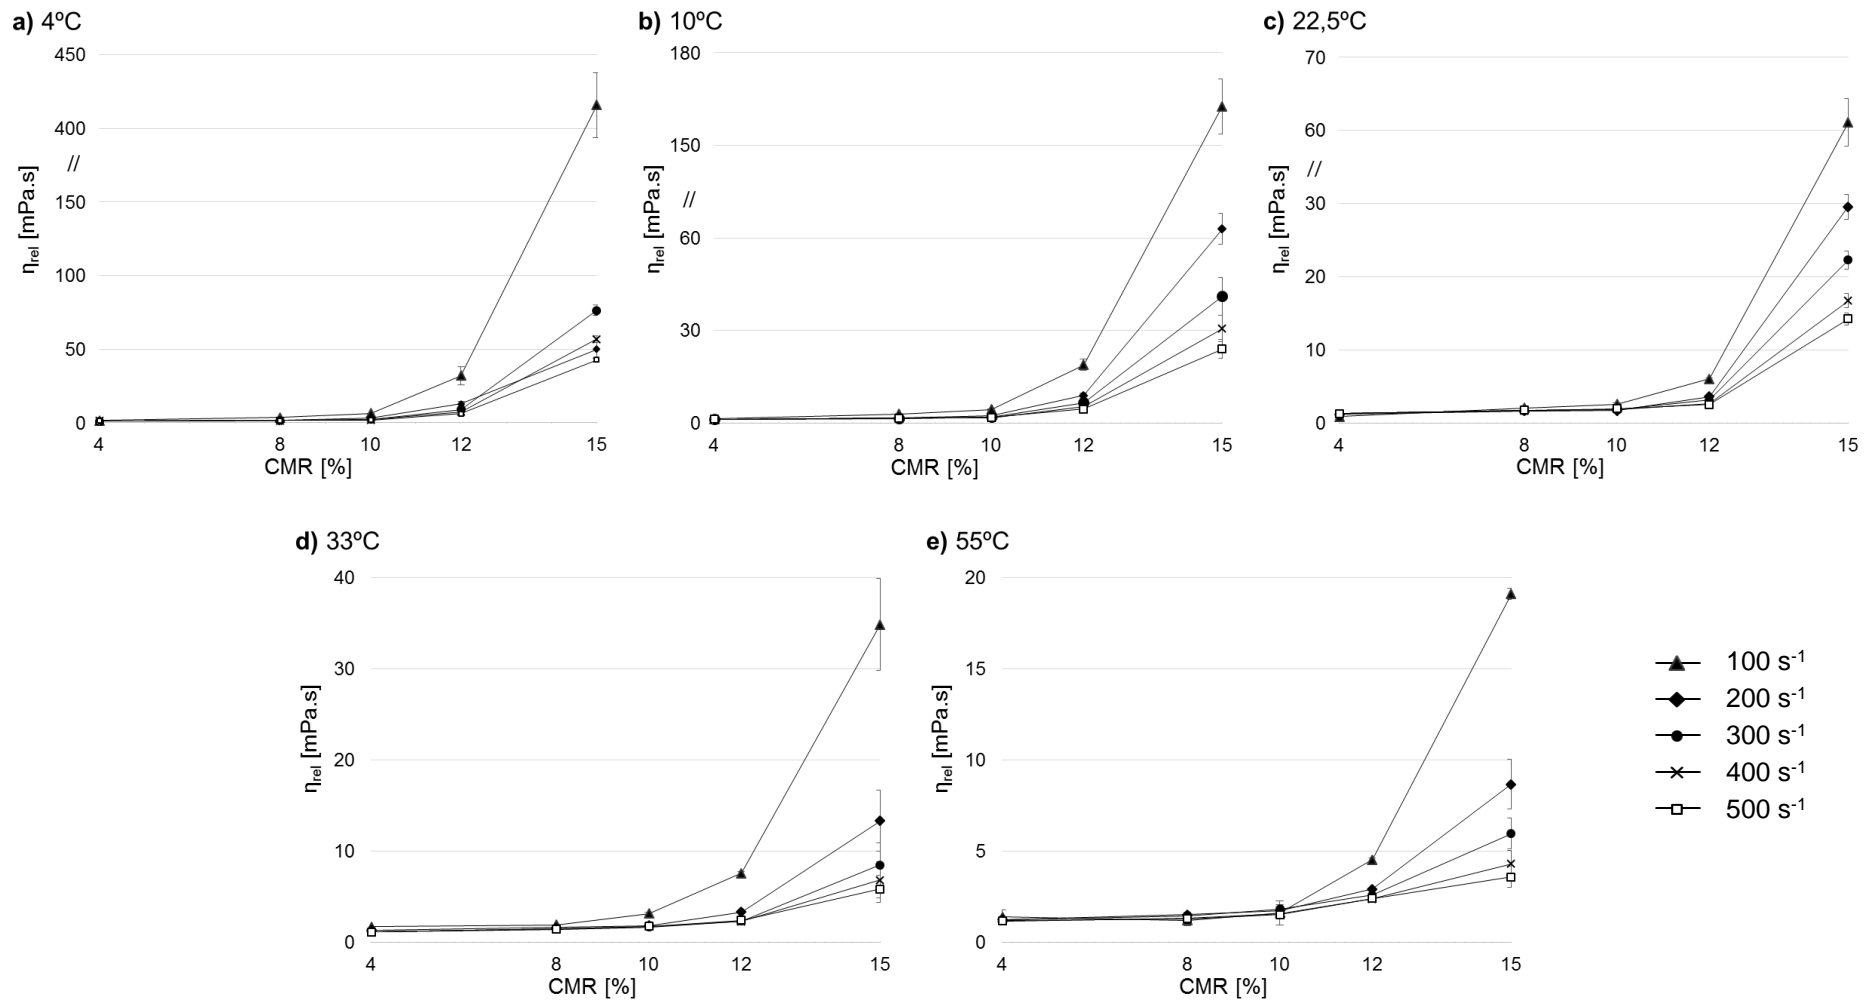 a) 4ºC
450
400
//
150
100
50
0
4 8 10 12 15
ηrel [mPa.s]
CMR [%]
b) 10ºC
180
150
//
60
30
0
4 8 10 12 15
ηrel [mPa.s]
CMR [%]
c) 22,5ºC
70
60
//
30
20
10
0
4 8 10 12 15
ηrel [mPa.s]
CMR [%]
d) 33ºC
40
30
20
10
0
4 8 10 12 15
ηrel [mPa.s]
CMR [%]
e) 55ºC
20
15
10
5
0
4 8 10 12 15
ηrel [mPa.s]
CMR [%]
100 s-1
200 s-1
300 s-1
400 s-1
500 s-1